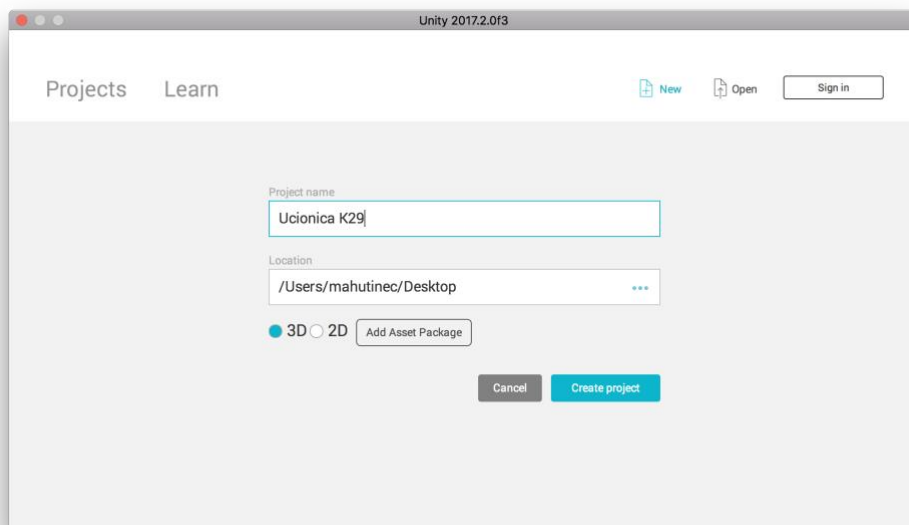 Unity 2017.2.0f3
Projects Learn New Open Sign in
Project name
Ucionica K29
Location
/Users/mahutinec/Desktop
3D 2D Add Asset Package
Cancel Create project